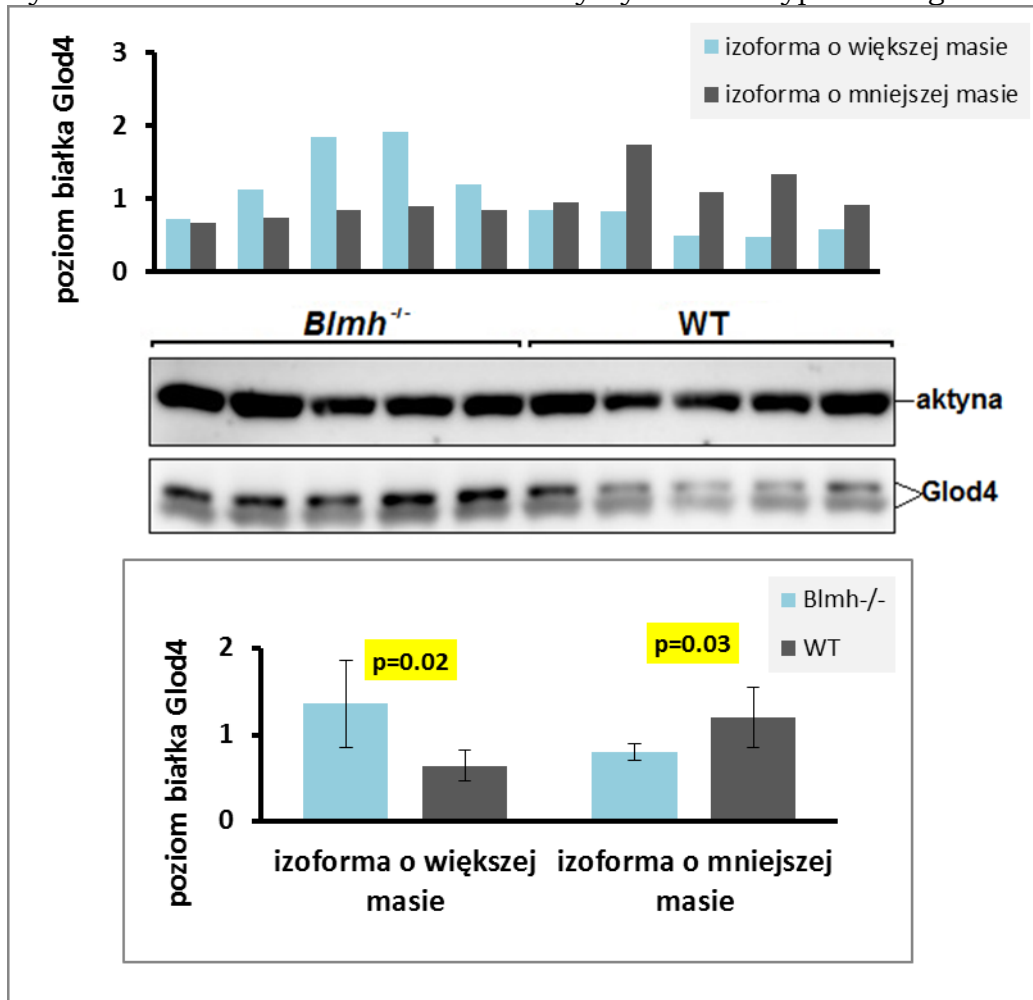 3
2
1
0
poziom białka Glod4
izoforma o większej masie
izoforma o mniejszej masie
Blmh-/-
WT
aktyna
Glod4
2
1
0
poziom białka Glod4
p=0.02
p=0.03
Blmh-/-
WT
izoforma o większej masie
izoforma o mniejszej masie